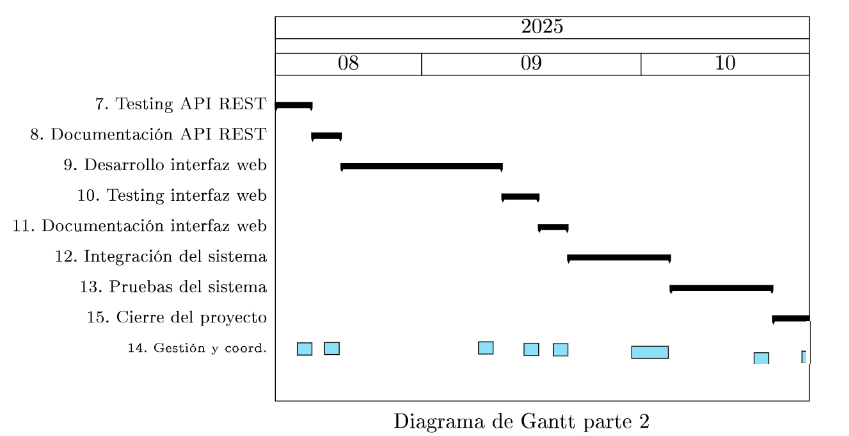 2025
08 09 10
7. Testing API REST
8. Documentación API REST
9. Desarrollo interfaz web
10. Testing interfaz web
11. Documentación interfaz web
12. Integración del sistema
13. Pruebas del sistema
15. Cierre del proyecto
14. Gestión y coord.
Diagrama de Gantt parte 2